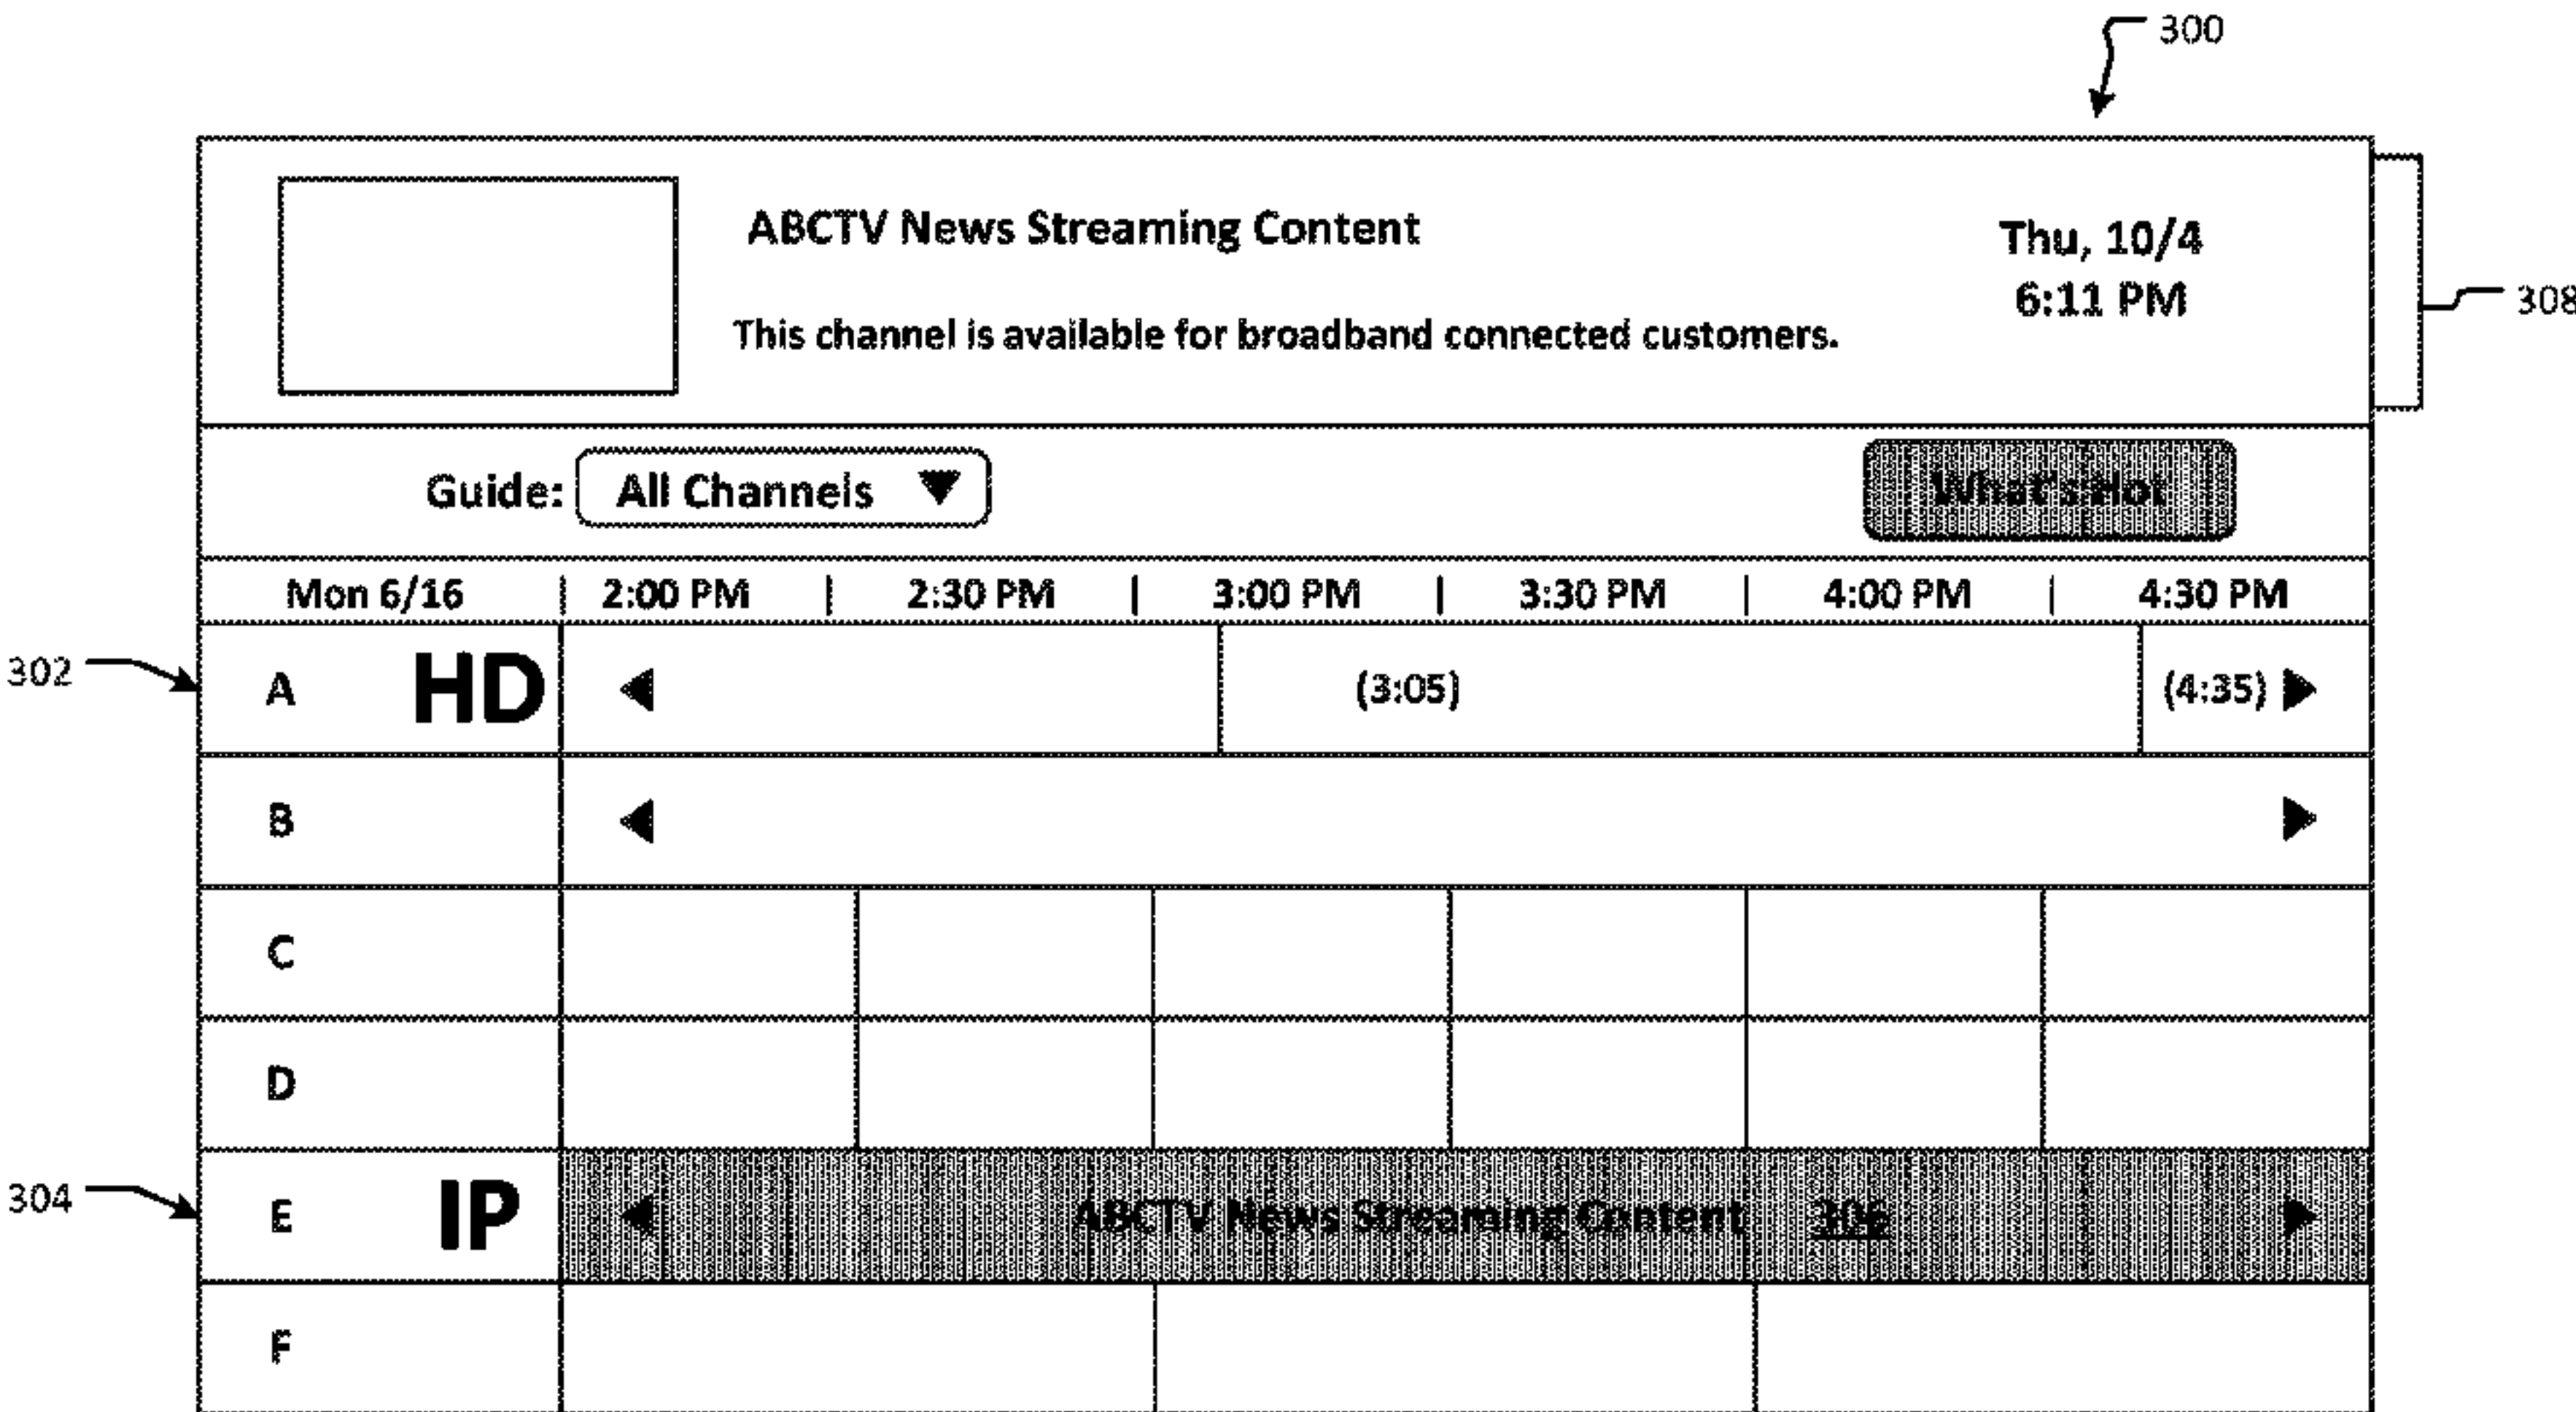 300
ABCTV News Streaming Content
Thu, 10/4
6:11 PM
This channel is available for broadband connected customers.
308
Guide: All Channels What's Hot
Mon 6/16 | 2:00 PM | 2:30 PM | 3:00 PM | 3:30 PM | 4:00 PM | 4:30 PM
302 A HD (3:05) (4:35)
B
C
D
304 E IP ABCTV News Streaming Content 306
F